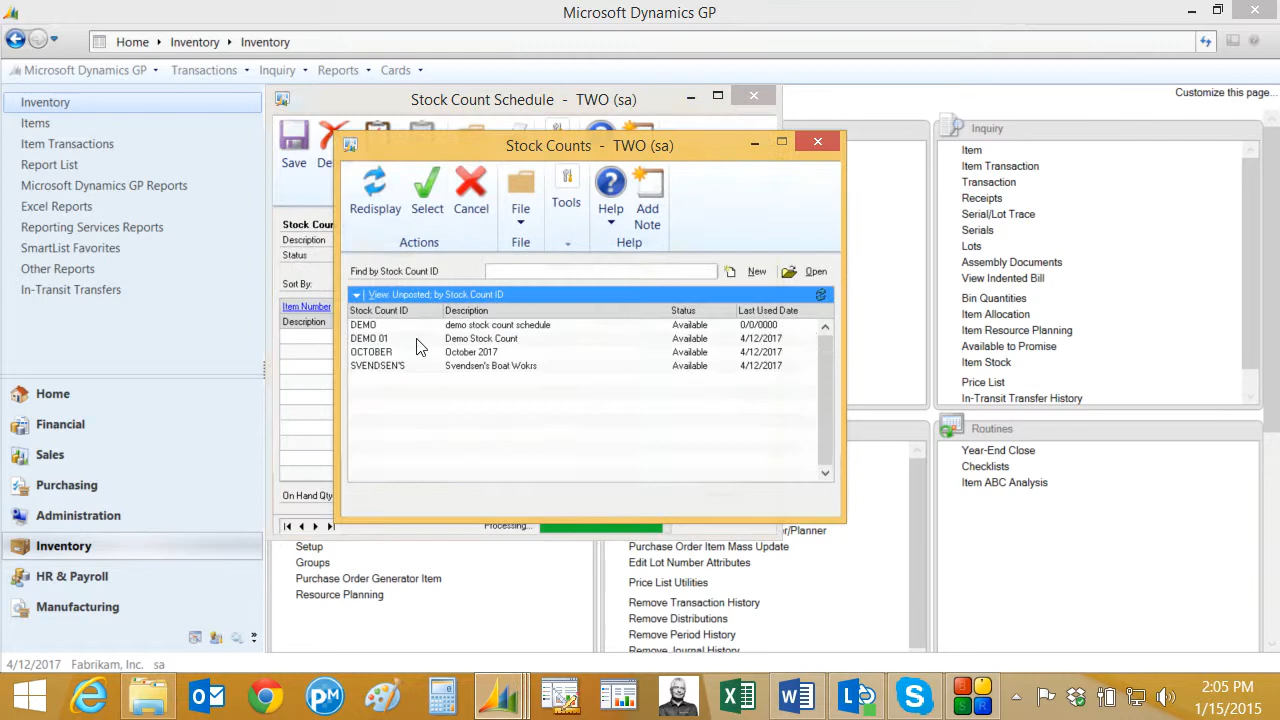 Microsoft Dynamics GP
Home Inventory Inventory
Microsoft Dynamics GP Transactions Inquiry Reports Cards
Customize this page...
Inventory
Items
Item Transactions
Report List
Microsoft Dynamics GP Reports
Excel Reports
Reporting Services Reports
SmartList Favorites
Other Reports
In-Transit Transfers
Home
Financial
Sales
Purchasing
Administration
Inventory
HR & Payroll
Manufacturing
Stock Count Schedule - TWO (sa)
Save
Stock Cour
Description
Status
Sort By:
Item Number
Description
On Hand Qty
Processing...
Stock Counts - TWO (sa)
Redisplay Select Cancel File Tools Help Add Note
Actions File Help
Find by Stock Count ID New Open
View: Unposted; by Stock Count ID
Stock Count ID Description Status Last Used Date
DEMO demo stock count schedule Available 0/0/0000
DEMO 01 Demo Stock Count Available 4/12/2017
OCTOBER October 2017 Available 4/12/2017
SVENDSEN'S Svendsen's Boat Wokrs Available 4/12/2017
Inquiry
Item
Item Transaction
Transaction
Receipts
Serial/Lot Trace
Serials
Lots
Assembly Documents
View Indented Bill
Bin Quantities
Item Allocation
Item Resource Planning
Available to Promise
Item Stock
Price List
In-Transit Transfer History
Routines
Year-End Close
Checklists
Item ABC Analysis
Setup
Groups
Purchase Order Generator Item
Resource Planning
er/Planner
Purchase Order Item Mass Update
Edit Lot Number Attributes
Price List Utilities
Remove Transaction History
Remove Distributions
Remove Period History
Remove Journal History
4/12/2017 Fabrikam, Inc. sa
2:05 PM
1/15/2015